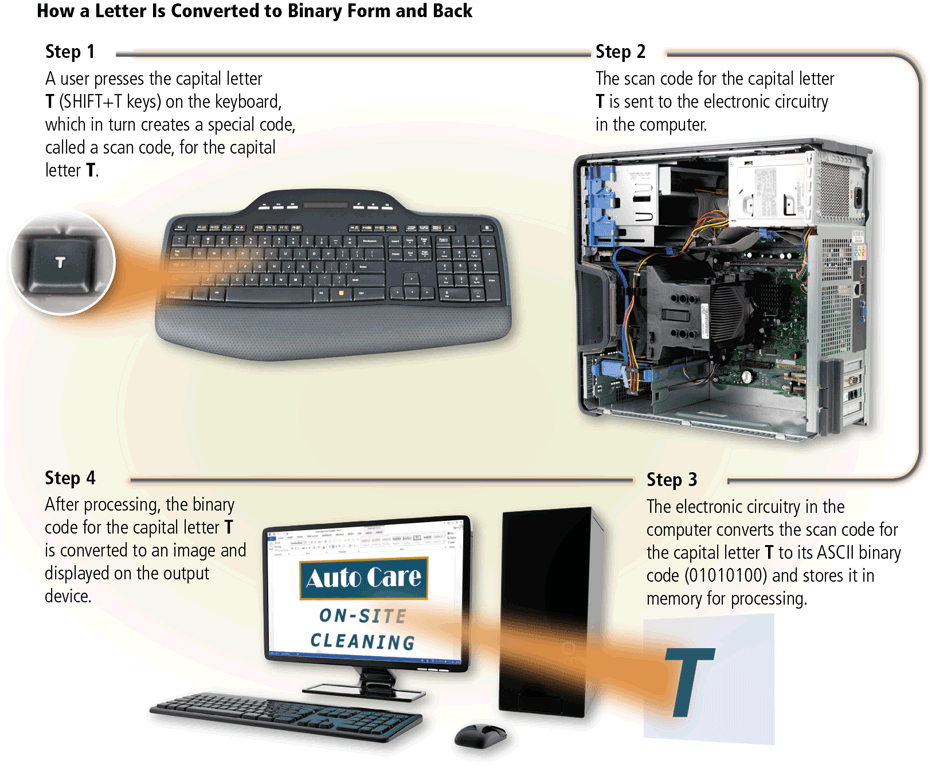 How a Letter Is Converted to Binary Form and Back
Step 1
A user presses the capital letter
T (SHIFT+T keys) on the keyboard,
which in turn creates a special code,
called a scan code, for the capital
letter T.
T
Step 2
The scan code for the capital letter
T is sent to the electronic circuitry
in the computer.
Step 3
The electronic circuitry in the
computer converts the scan code for
the capital letter T to its ASCII binary
code (01010100) and stores it in
memory for processing.
T
Step 4
After processing, the binary
code for the capital letter T
is converted to an image and
displayed on the output
device.
Auto Care
ON-SITE
CLEANING